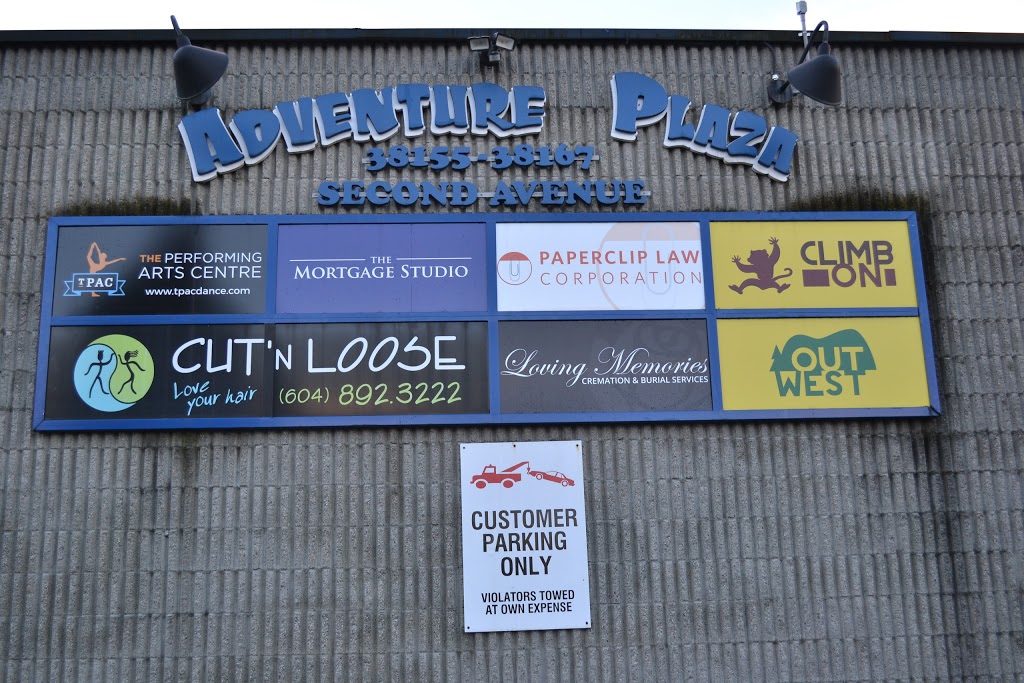 ADVENTURE PLAZA
38155-38167
SECOND AVENUE
TPAC
THE PERFORMING
ARTS CENTRE
www.tpacdance.com
THE
MORTGAGE STUDIO
U
PAPERCLIP LAW
CORPORATION
CLIMB
ON
CUT'N LOOSE
Love
your hair
(604) 892.3222
Loving Memories
CREMATION & BURIAL SERVICES
OUT
WEST
CUSTOMER
PARKING
ONLY
VIOLATORS TOWED
AT OWN EXPENSE